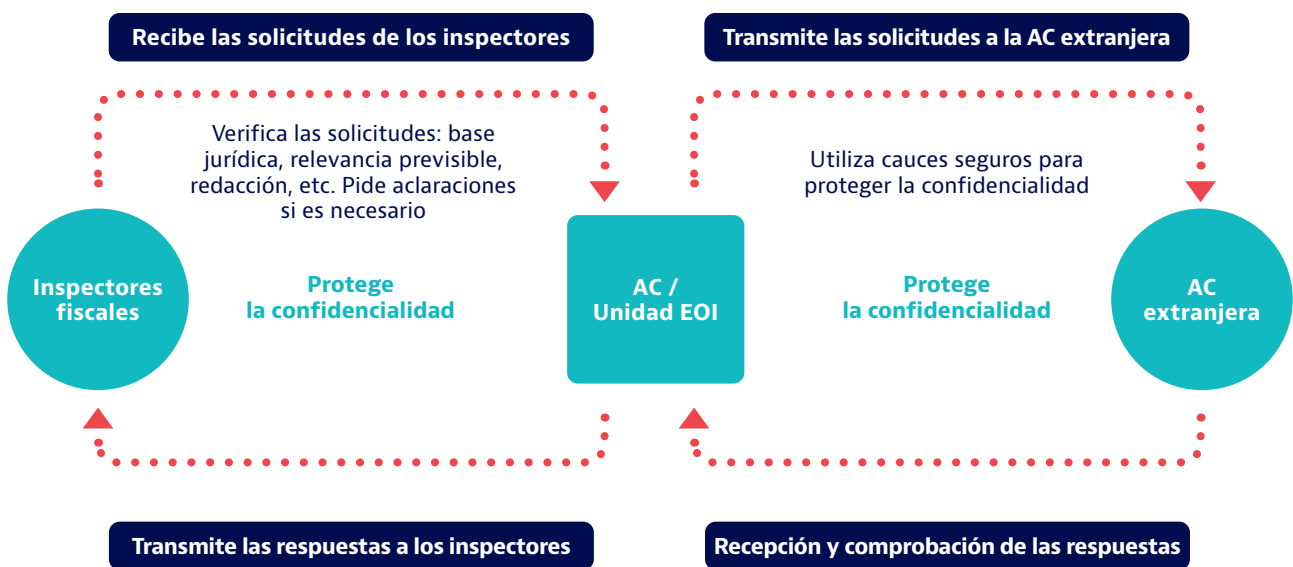 Recibe las solicitudes de los inspectores
Transmite las solicitudes a la AC extranjera
Verifica las solicitudes: base
jurídica, relevancia previsible,
redacción, etc. Pide aclaraciones
si es necesario
Utiliza cauces seguros para
proteger la confidencialidad
Inspectores
fiscales
Protege
la confidencialidad
AC /
Unidad EOI
Protege
la confidencialidad
AC
extranjera
Transmite las respuestas a los inspectores
Recepción y comprobación de las respuestas